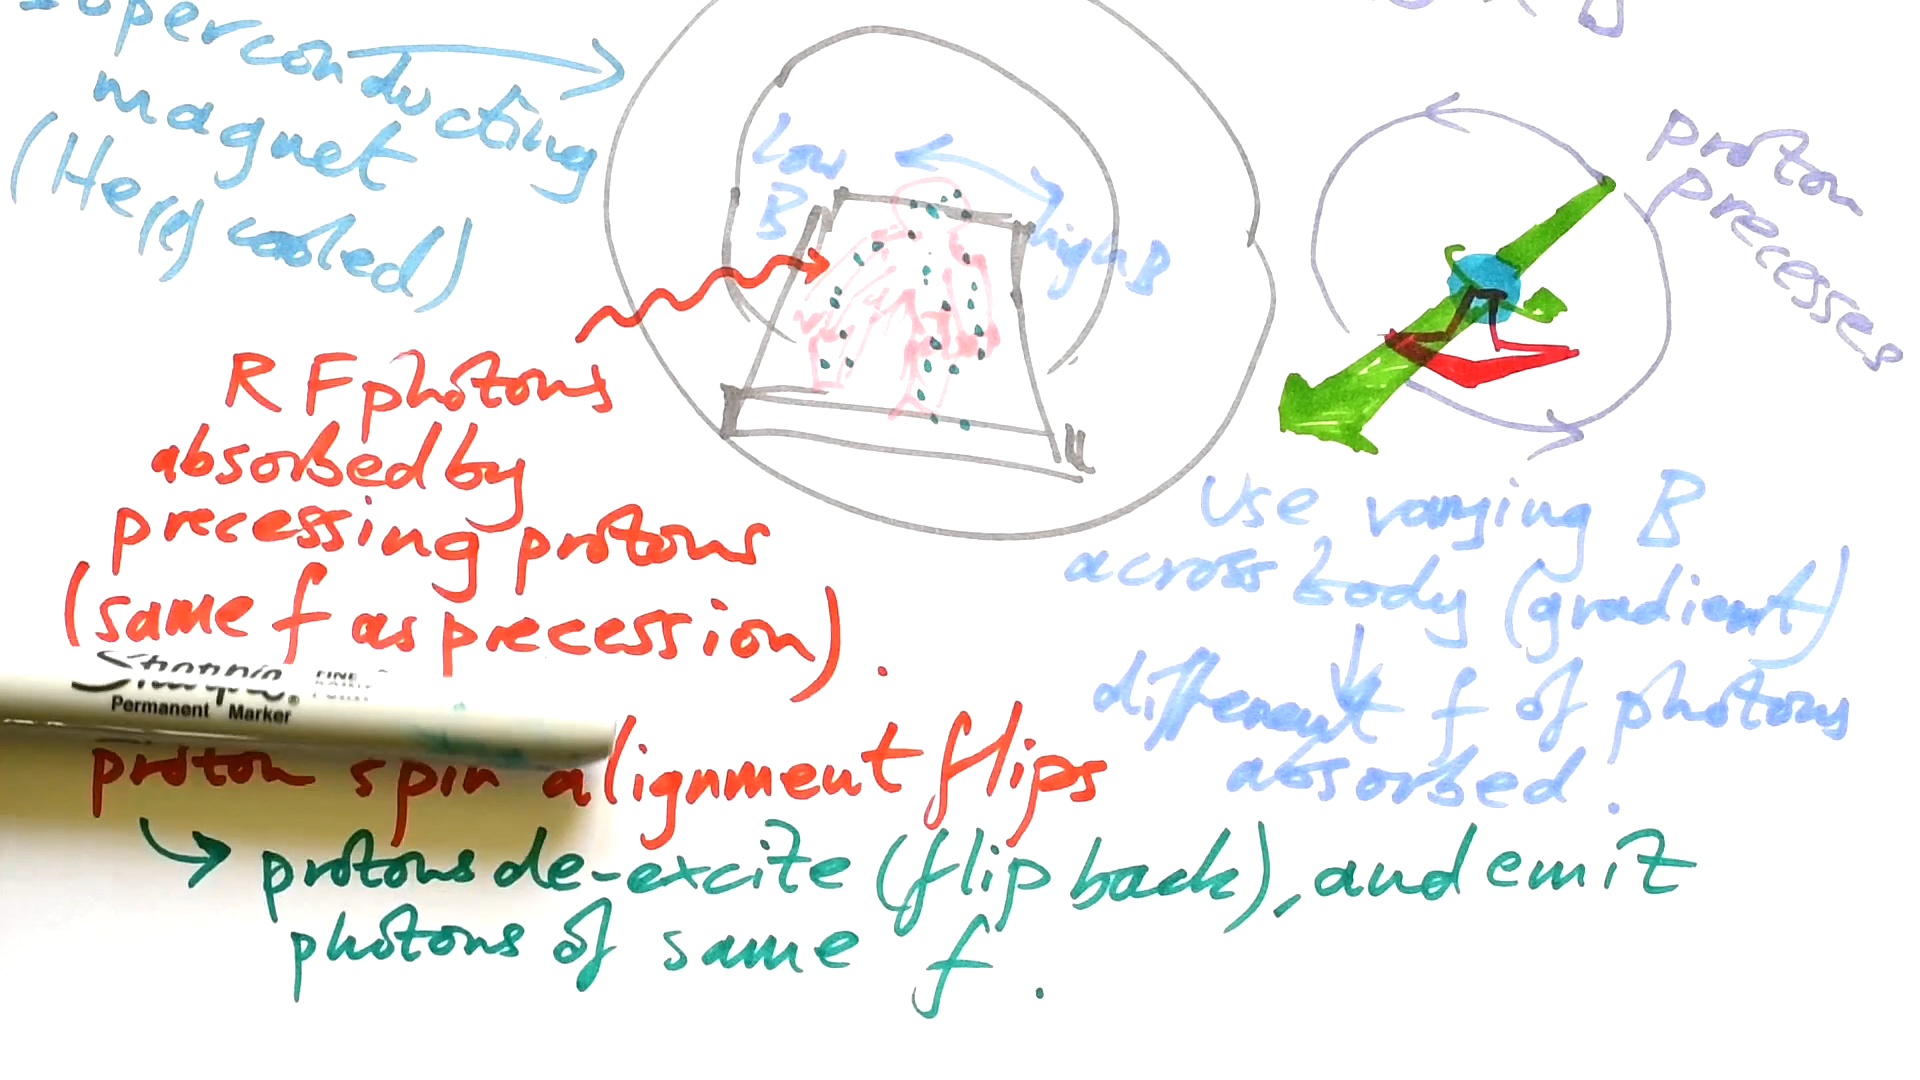 superconducting
magnet
(He(l) cooled)
Low
B
high B
proton
precesses
RF photons
absorbed by
precessing protons
(same f as precession).
Sharpie® FINE
Permanent Marker
proton spin alignment flips
protons de-excite (flip back), and emit
photons of same f.
Use varying B
across body (gradient)
different f of photons
absorbed.